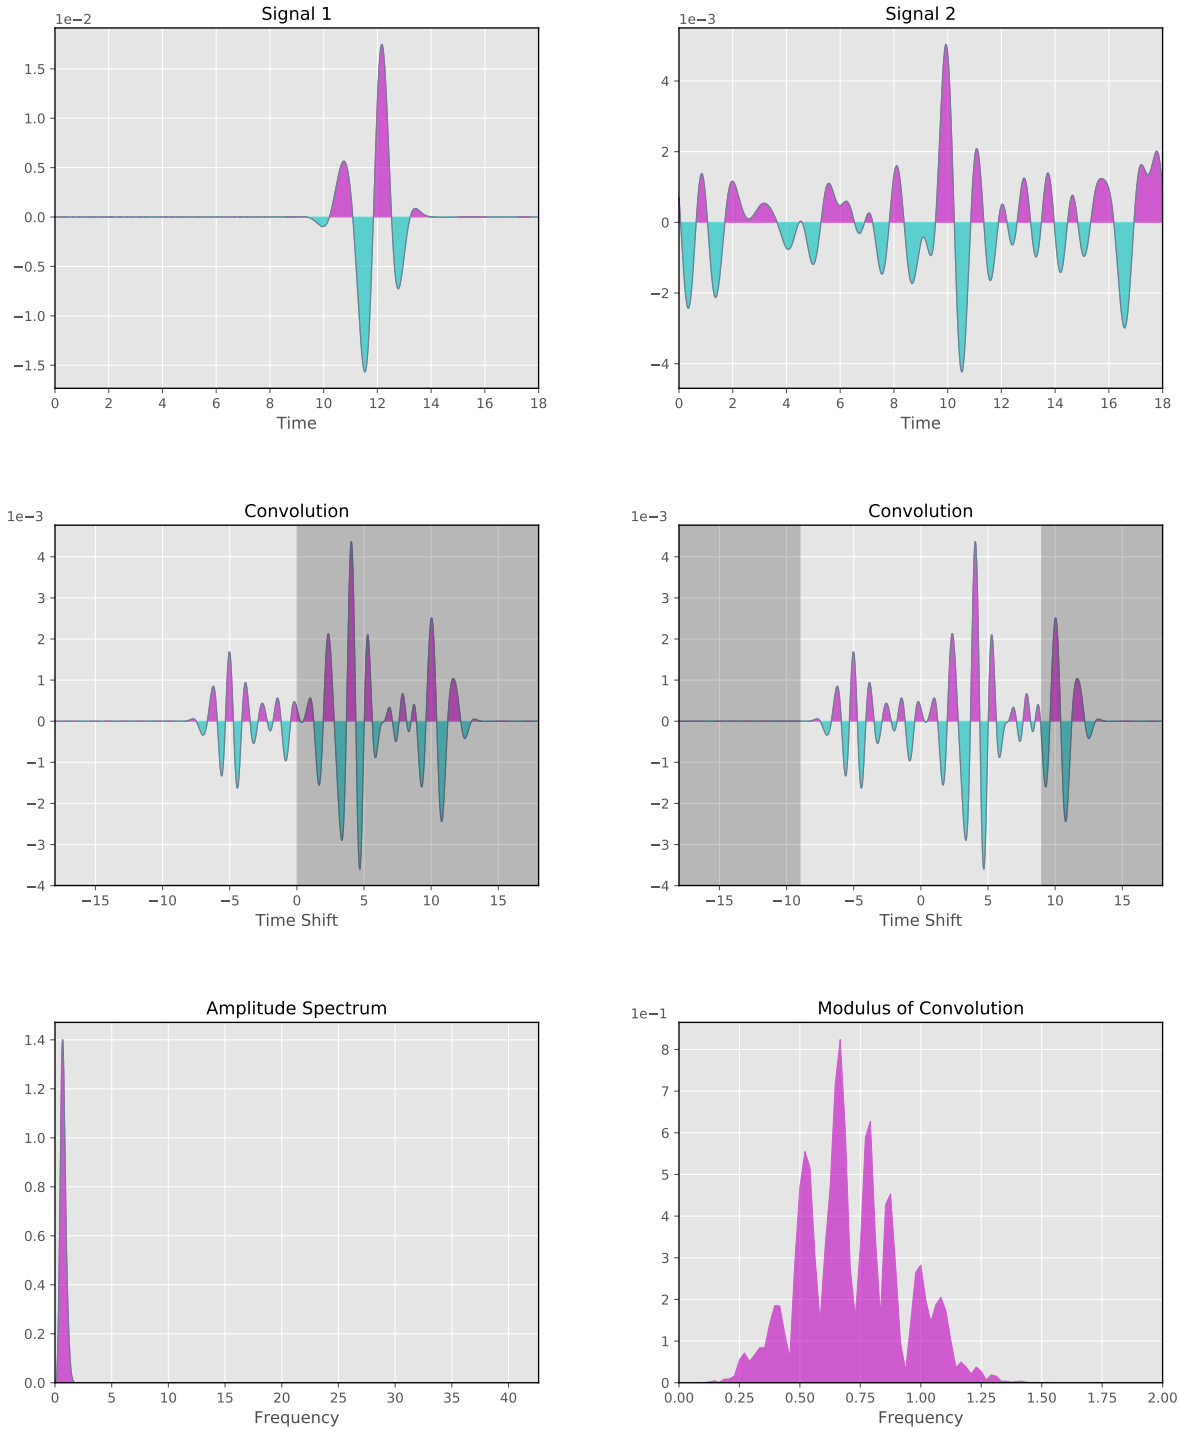 Signal 1
1e−2
1.5
1.0
0.5
0.0
−0.5
−1.0
−1.5
0 2 4 6 8 10 12 14 16 18
Time
Signal 2
1e−3
4
2
0
−2
−4
0 2 4 6 8 10 12 14 16 18
Time
Convolution
1e−3
4
3
2
1
0
−1
−2
−3
−4
−15 −10 −5 0 5 10 15
Time Shift
Convolution
1e−3
4
3
2
1
0
−1
−2
−3
−4
−15 −10 −5 0 5 10 15
Time Shift
Amplitude Spectrum
1.4
1.2
1.0
0.8
0.6
0.4
0.2
0.0
0 5 10 15 20 25 30 35 40
Frequency
Modulus of Convolution
1e−1
8
7
6
5
4
3
2
1
0
0.00 0.25 0.50 0.75 1.00 1.25 1.50 1.75 2.00
Frequency